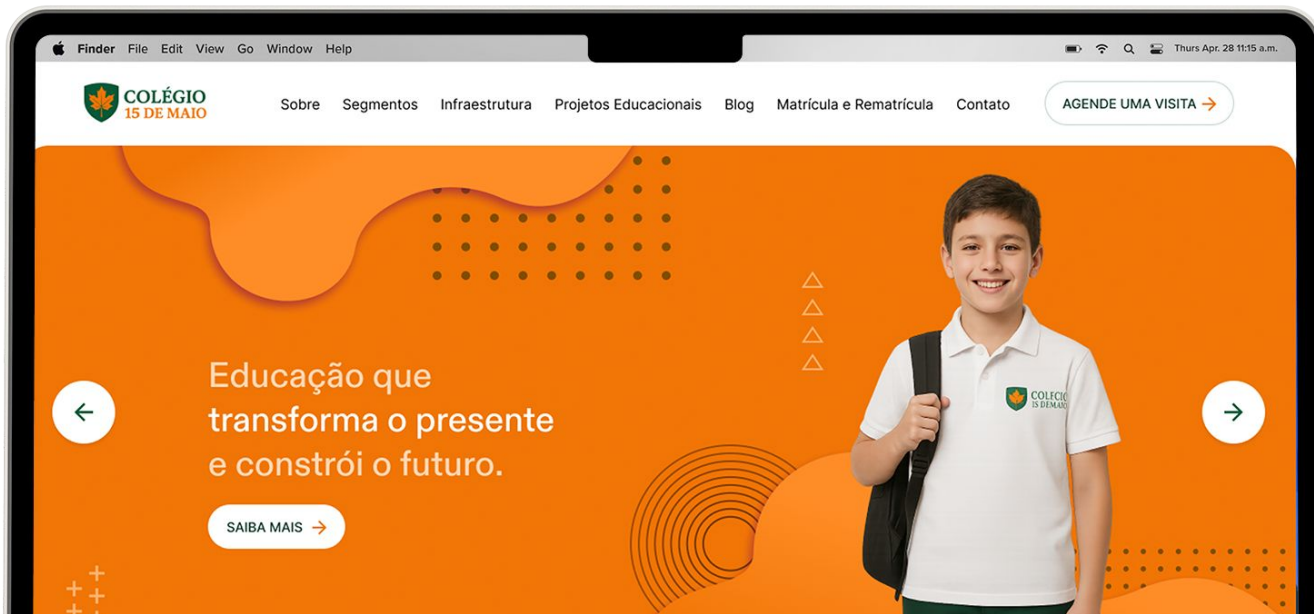 Finder File Edit View Go Window Help
Thurs Apr. 28 11:15 a.m.
COLÉGIO
15 DE MAIO
Sobre Segmentos Infraestrutura Projetos Educacionais Blog Matrícula e Rematrícula Contato
AGENDE UMA VISITA
Educação que
transforma o presente
e constrói o futuro.
SAIBA MAIS
COLEGIO
15 DE MAIO